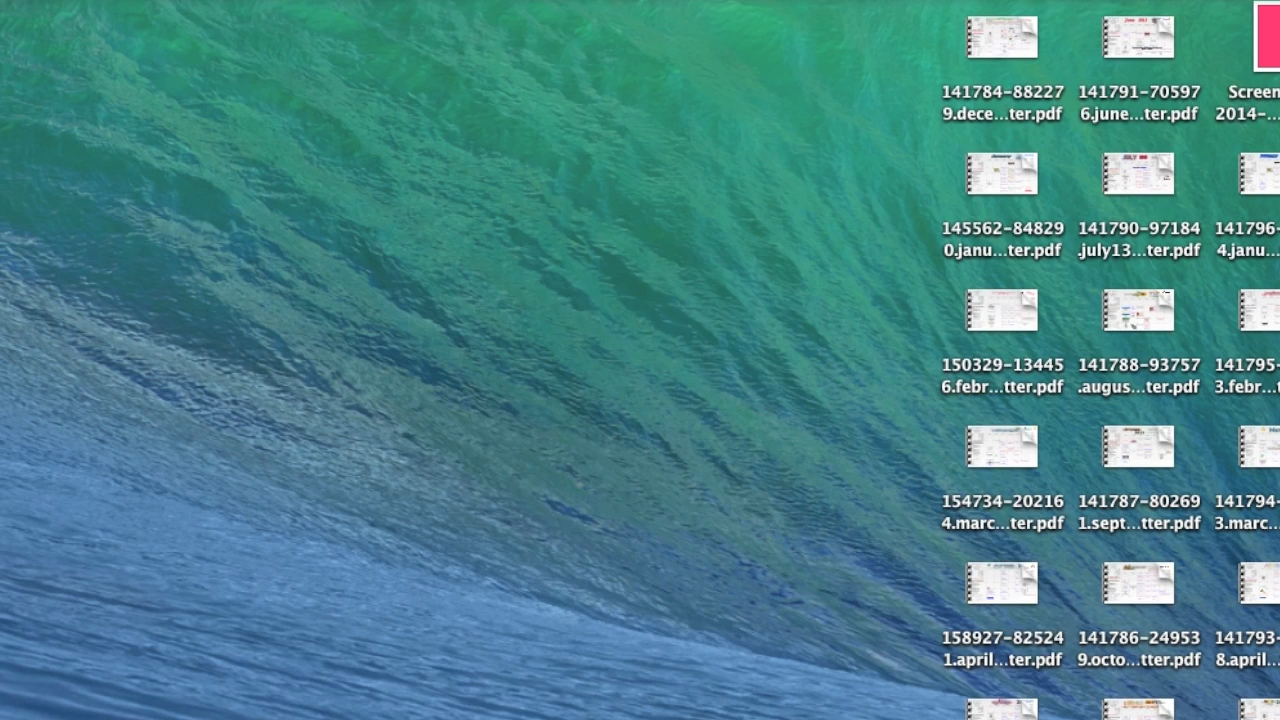 141784-88227
9.dece...ter.pdf
141791-70597
6.june...ter.pdf
Screen
2014-...
145562-84829
0.janu...ter.pdf
141790-97184
.july13...ter.pdf
141796-
4.janu...
150329-13445
6.febr...tter.pdf
141788-93757
.augus...ter.pdf
141795-
3.febr...
154734-20216
4.marc...ter.pdf
141787-80269
1.sept...tter.pdf
141794-
3.marc...
158927-82524
1.april...ter.pdf
141786-24953
9.octo...tter.pdf
141793-
8.april...